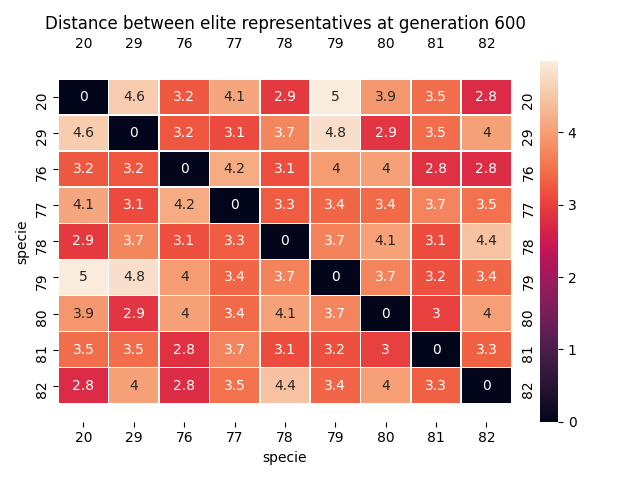 Distance between elite representatives at generation 600
20 29 76 77 78 79 80 81 82
20 0 4.6 3.2 4.1 2.9 5 3.9 3.5 2.8 20
29 4.6 0 3.2 3.1 3.7 4.8 2.9 3.5 4 29
76 3.2 3.2 0 4.2 3.1 4 4 2.8 2.8 76
77 4.1 3.1 4.2 0 3.3 3.4 3.4 3.7 3.5 77
78 2.9 3.7 3.1 3.3 0 3.7 4.1 3.1 4.4 78
79 5 4.8 4 3.4 3.7 0 3.7 3.2 3.4 79
80 3.9 2.9 4 3.4 4.1 3.7 0 3 4 80
81 3.5 3.5 2.8 3.7 3.1 3.2 3 0 3.3 81
82 2.8 4 2.8 3.5 4.4 3.4 4 3.3 0 82
20 29 76 77 78 79 80 81 82
specie
specie
4
3
2
1
0